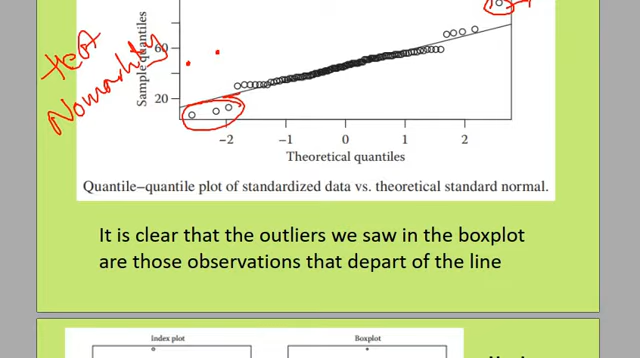 test
Nomarlity
Sample quantiles
60
20
−2
−1
0
1
2
Theoretical quantiles
Quantile−quantile plot of standardized data vs. theoretical standard normal.
It is clear that the outliers we saw in the boxplot
are those observations that depart of the line
Index plot
Boxplot